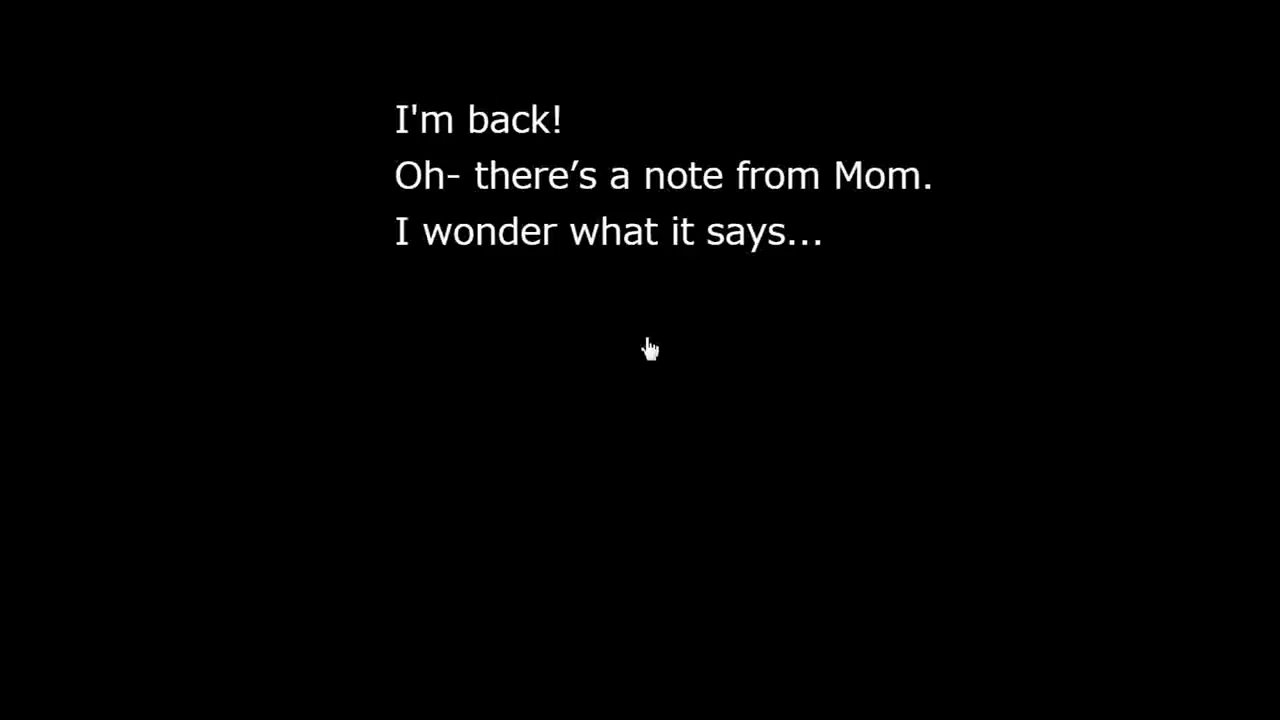 I'm back!
Oh- there’s a note from Mom.
I wonder what it says...